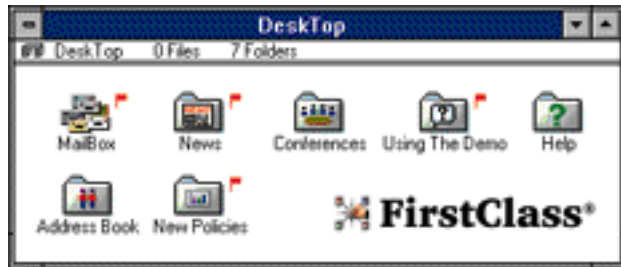 DeskTop
DeskTop 0 Files 7 Folders
MailBox News Conferences Using The Demo Help
Address Book New Policies FirstClass®